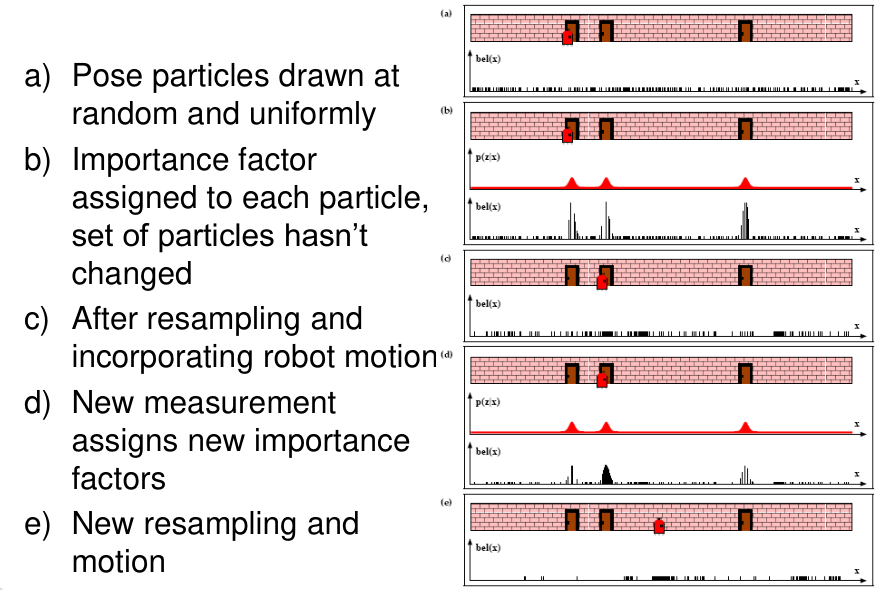 a) Pose particles drawn at
random and uniformly
b) Importance factor
assigned to each particle,
set of particles hasn't
changed
c) After resampling and
incorporating robot motion
d) New measurement
assigns new importance
factors
e) New resampling and
motion
(a)
bel(x)
x
(b)
p(z|x)
x
bel(x)
x
(c)
bel(x)
x
(d)
p(z|x)
x
bel(x)
x
(e)
bel(x)
x